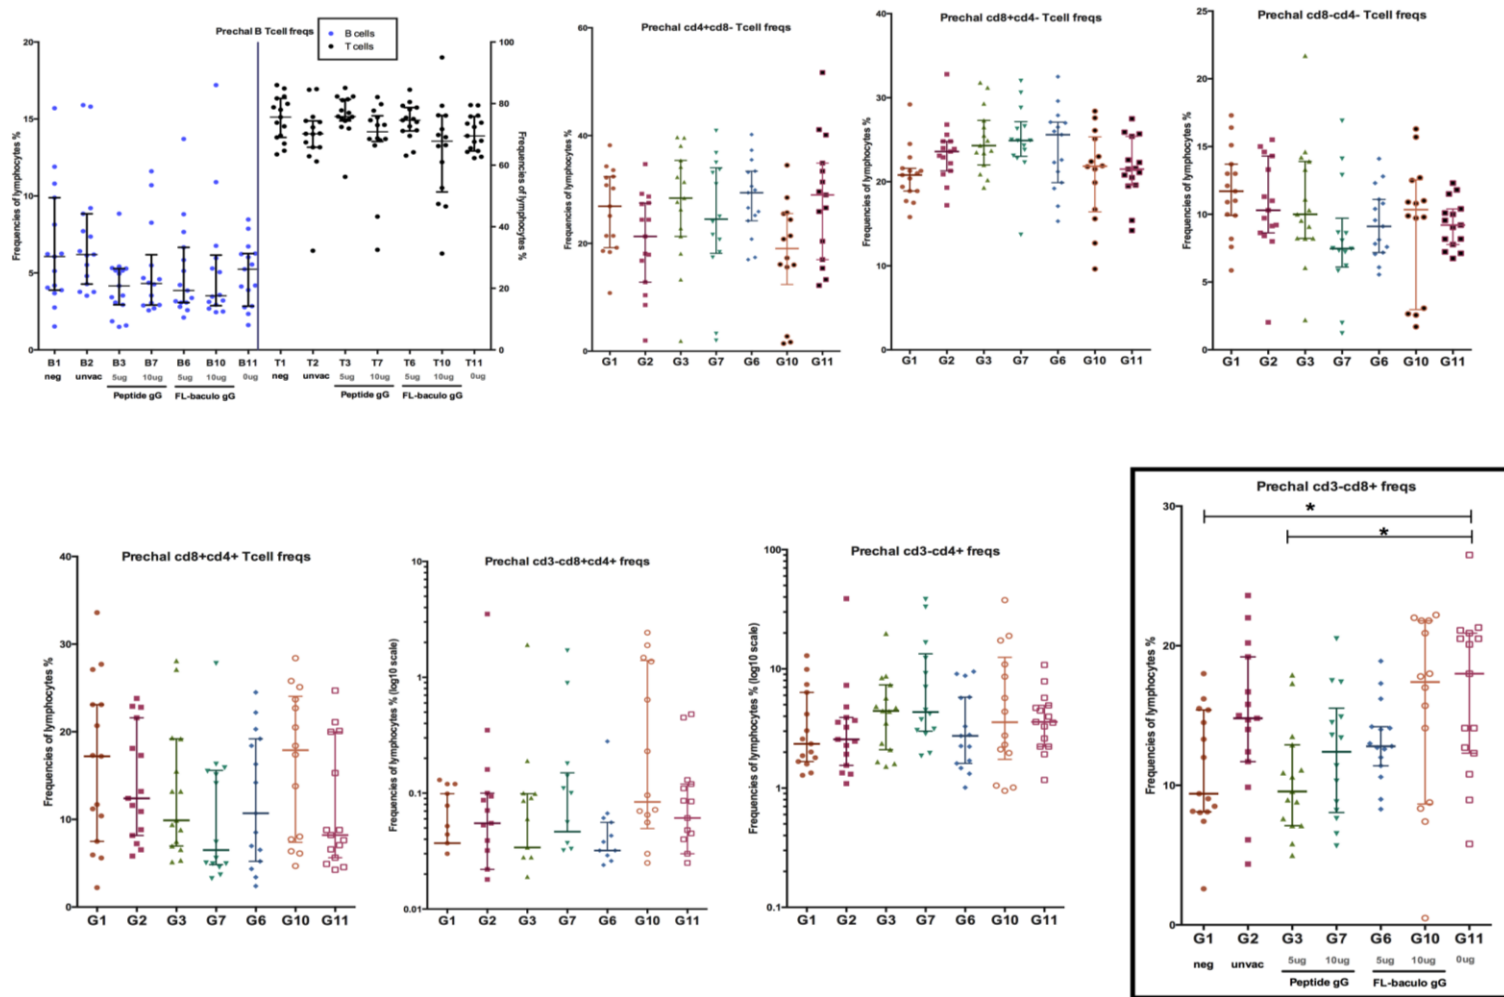 Prechal B Tcell freqs
B cells
T cells
Frequencies of lymphocytes %
20
15
10
5
0
100
80
60
40
20
0
Frequencies of lymphocytes %
B1 B2 B3 B7 B6 B10 B11 T1 T2 T3 T7 T6 T10 T11
neg unvac 5ug 10ug 5ug 10ug 0ug neg unvac 5ug 10ug 5ug 10ug 0ug
Peptide gG FL-baculo gG Peptide gG FL-baculo gG
Prechal cd4+cd8- Tcell freqs
Frequencies of lymphocytes %
60
40
20
0
G1 G2 G3 G7 G6 G10 G11
Prechal cd8+cd4- Tcell freqs
Frequencies of lymphocytes %
40
30
20
10
0
G1 G2 G3 G7 G6 G10 G11
Prechal cd8-cd4- Tcell freqs
Frequencies of lymphocytes %
25
20
15
10
5
0
G1 G2 G3 G7 G6 G10 G11
Prechal cd8+cd4+ Tcell freqs
Frequencies of lymphocytes %
40
30
20
10
0
G1 G2 G3 G7 G6 G10 G11
Prechal cd3-cd8+cd4+ freqs
Frequencies of lymphocytes % (log10 scale)
10
1
0.1
0.01
G1 G2 G3 G7 G6 G10 G11
Prechal cd3-cd4+ freqs
Frequencies of lymphocytes % (log10 scale)
100
10
1
0.1
G1 G2 G3 G7 G6 G10 G11
Prechal cd3-cd8+ freqs
*
*
Frequencies of lymphocytes %
30
20
10
0
G1 G2 G3 G7 G6 G10 G11
neg unvac 5ug 10ug 5ug 10ug 0ug
Peptide gG FL-baculo gG